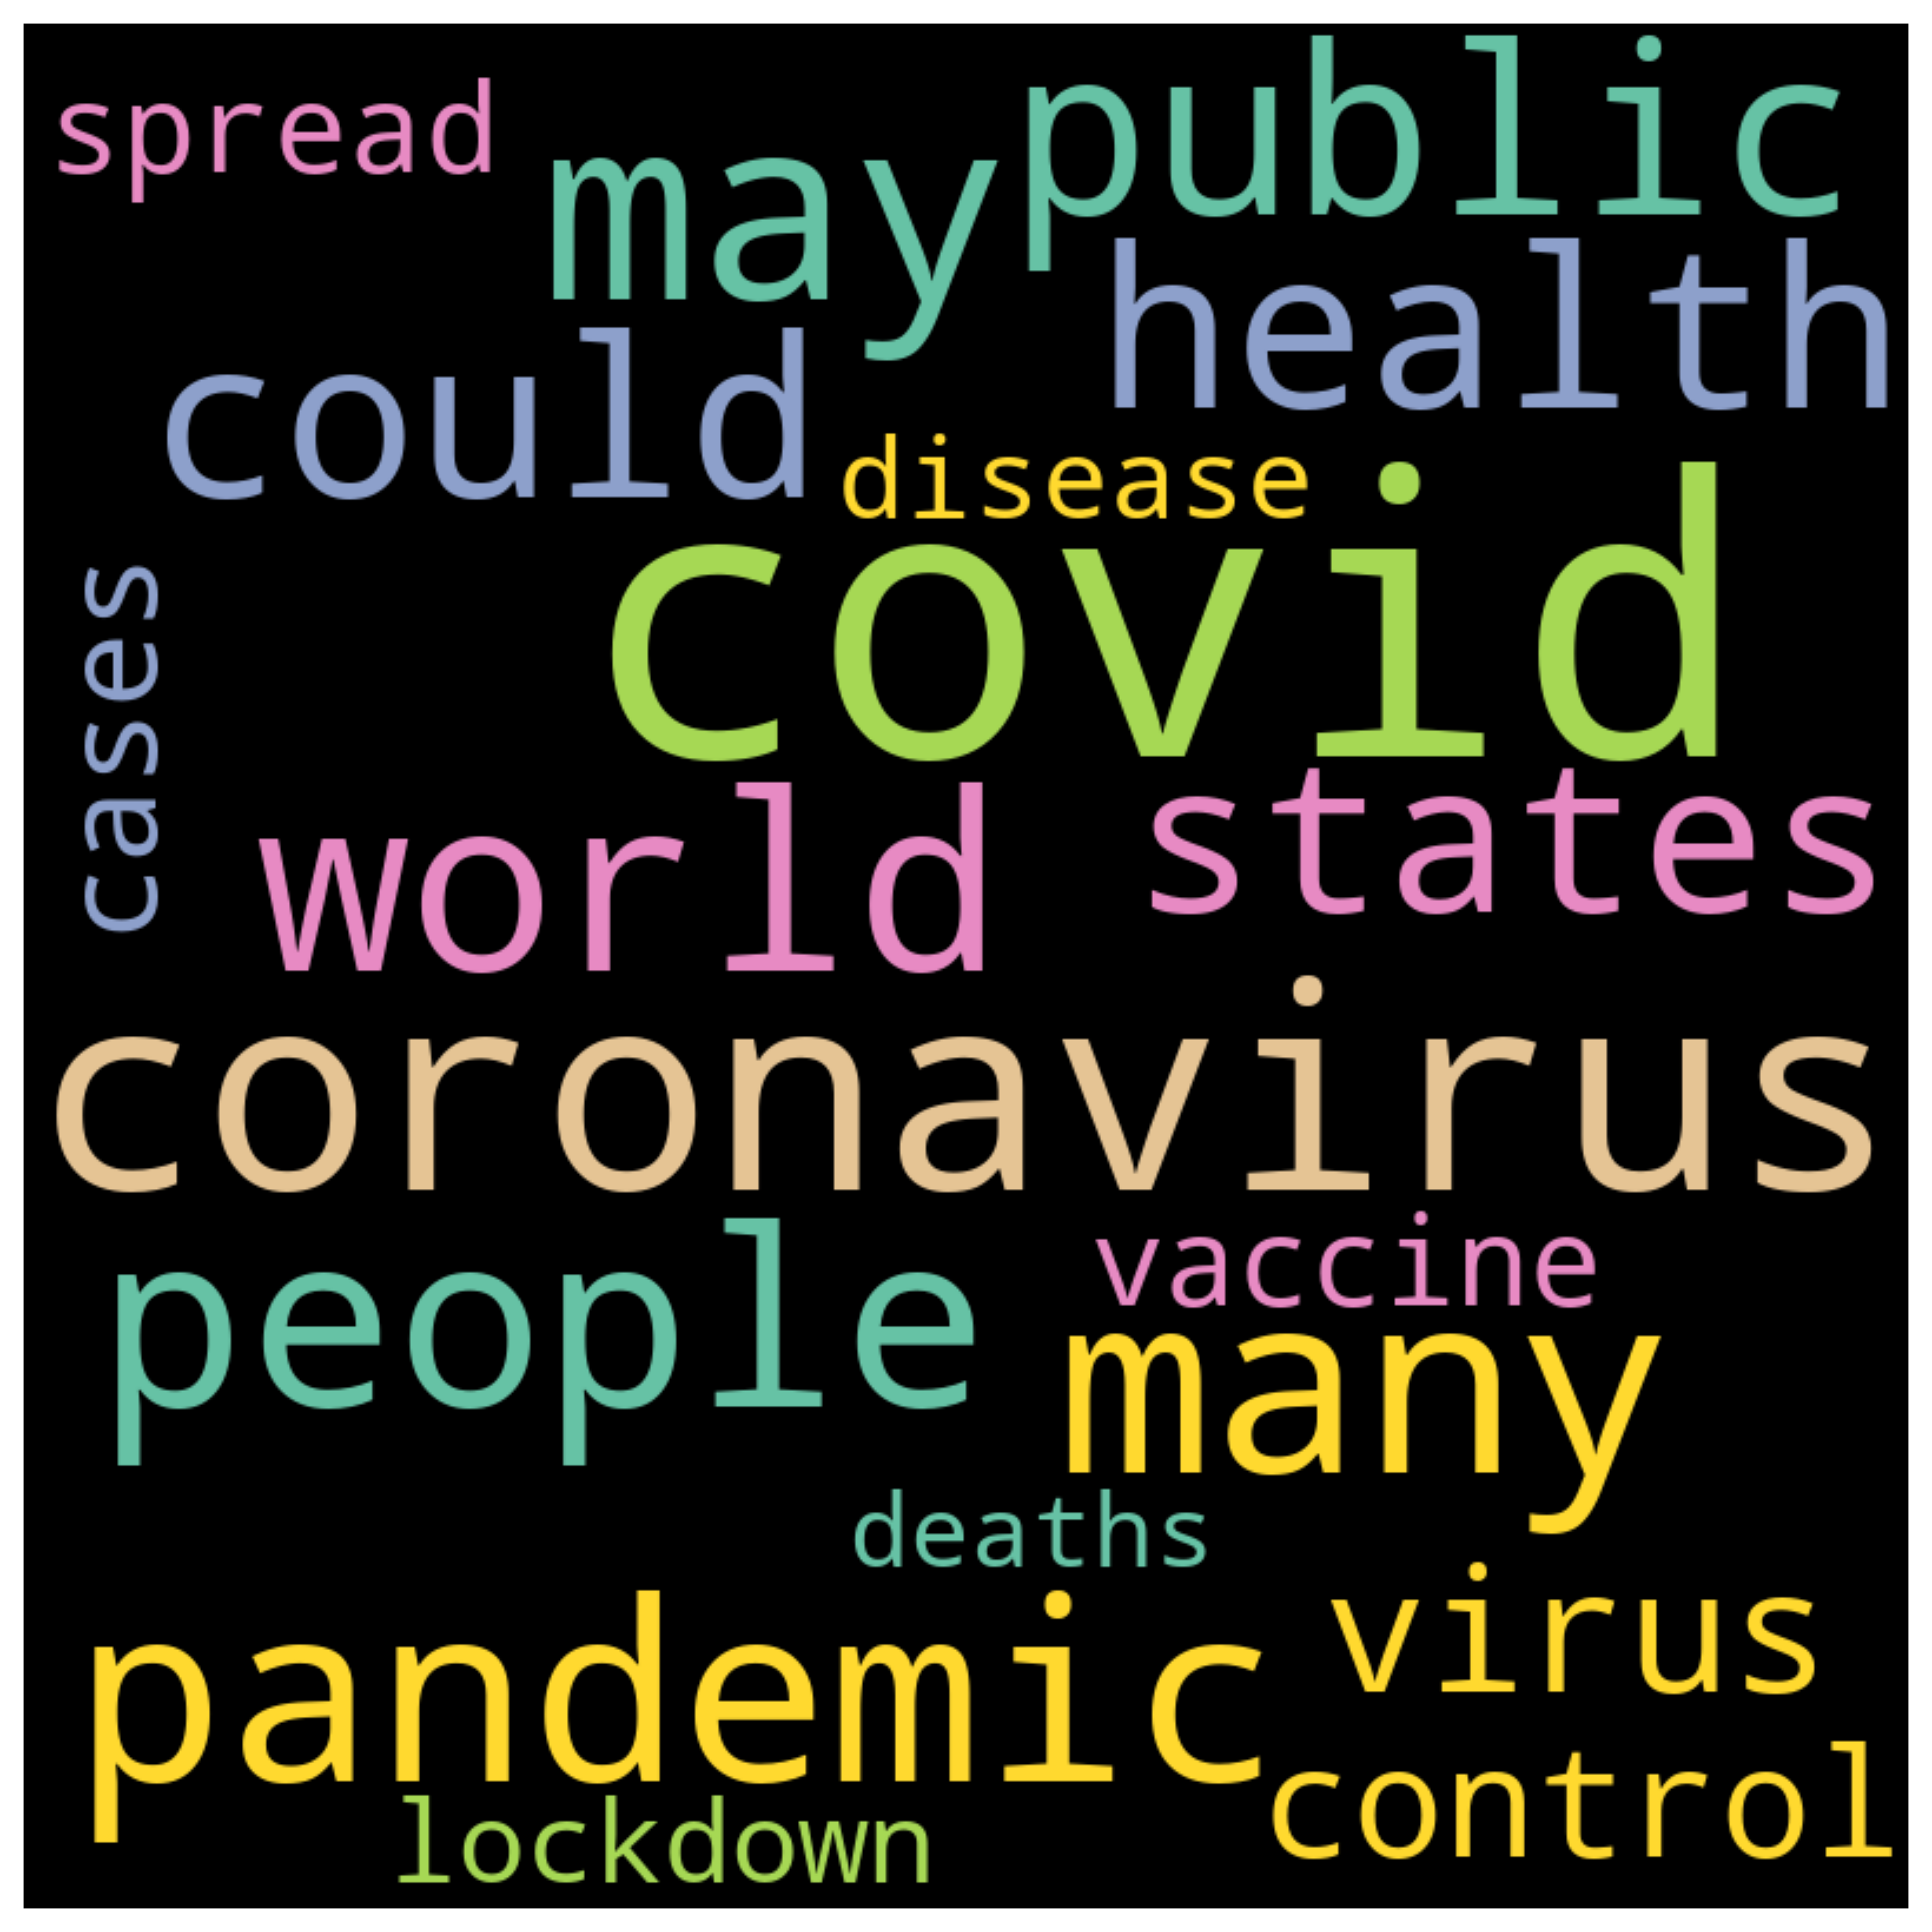 spread
may
public
health
could
disease
covid
cases
world
states
coronavirus
people
vaccine
many
deaths
pandemic
virus
control
lockdown